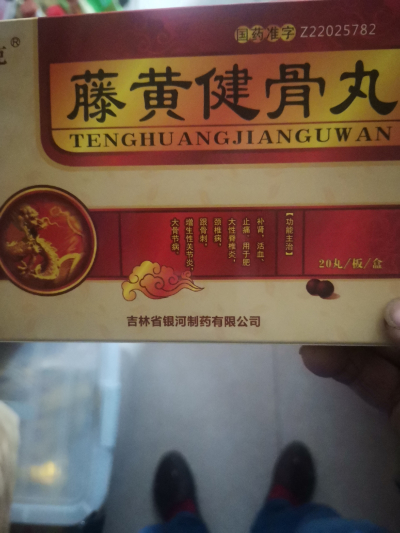 ®
国药准字 Z22025782
藤黄健骨丸
TENGHUANGJIANGUWAN
【功能主治】
补肾，活血，
止痛。用于肥
大性脊椎炎，
颈椎病，
跟骨刺，
增生性关节炎，
大骨节病。
20丸/板/盒
吉林省银河制药有限公司